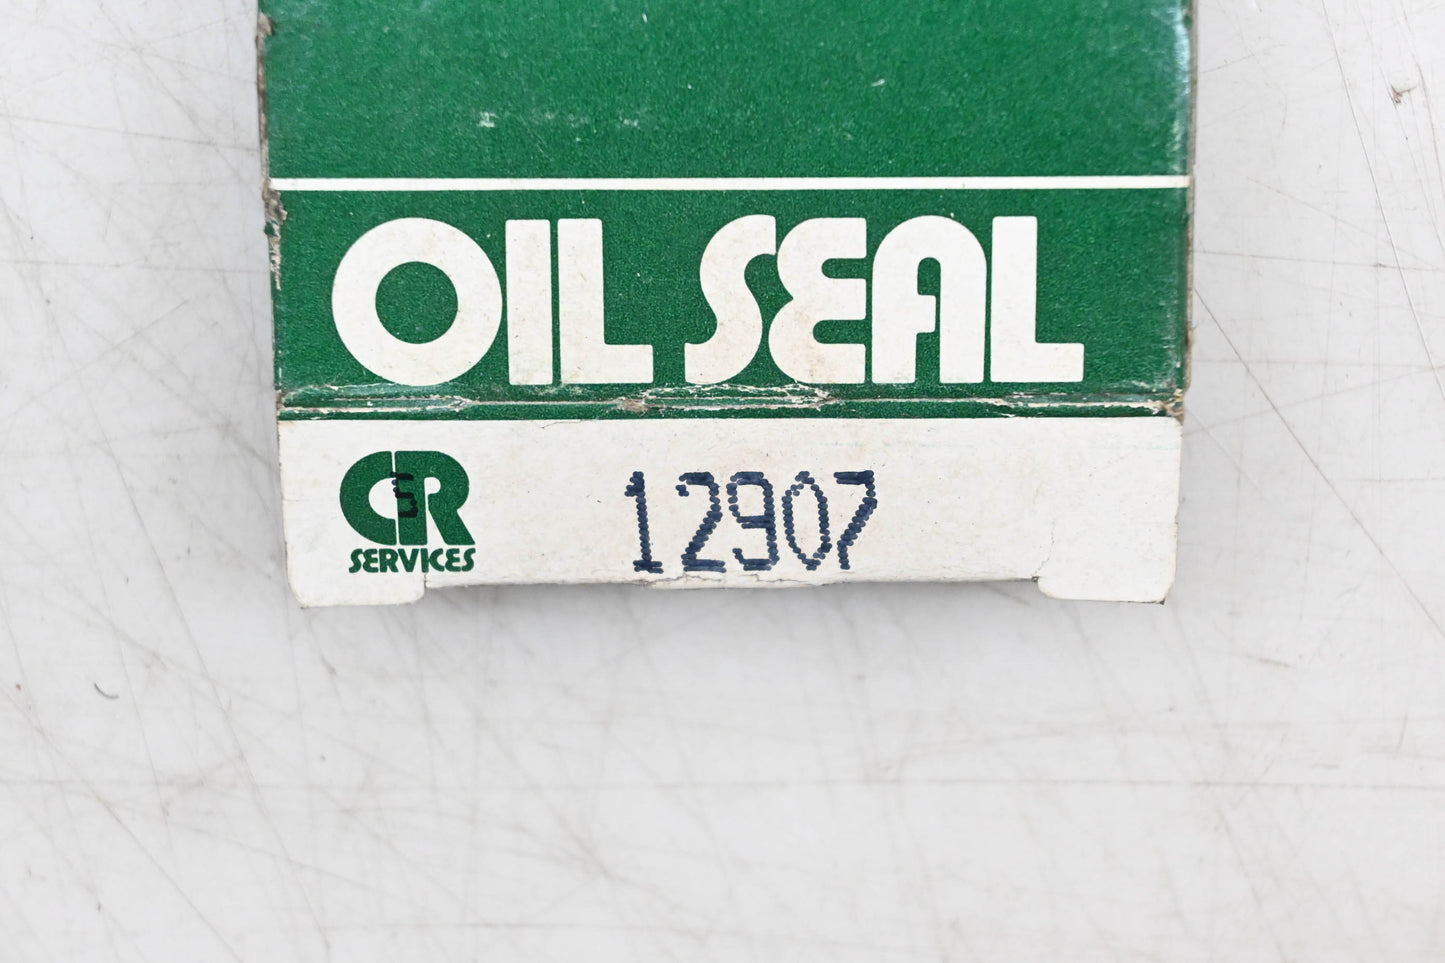 OIL SEAL
CR
SERVICES
12907